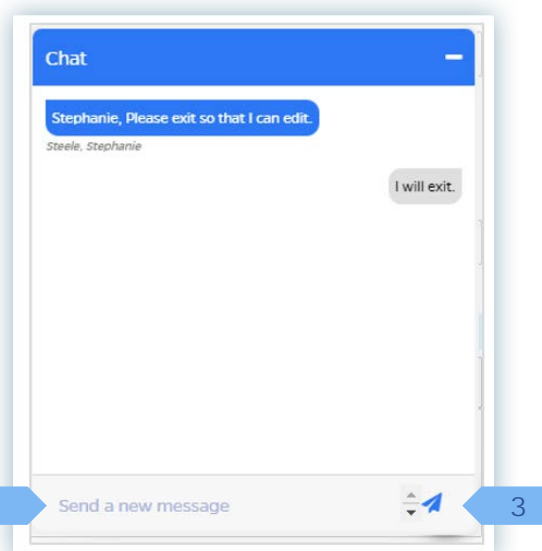 Chat
Stephanie, Please exit so that I can edit.
Steele, Stephanie
I will exit.
Send a new message
3